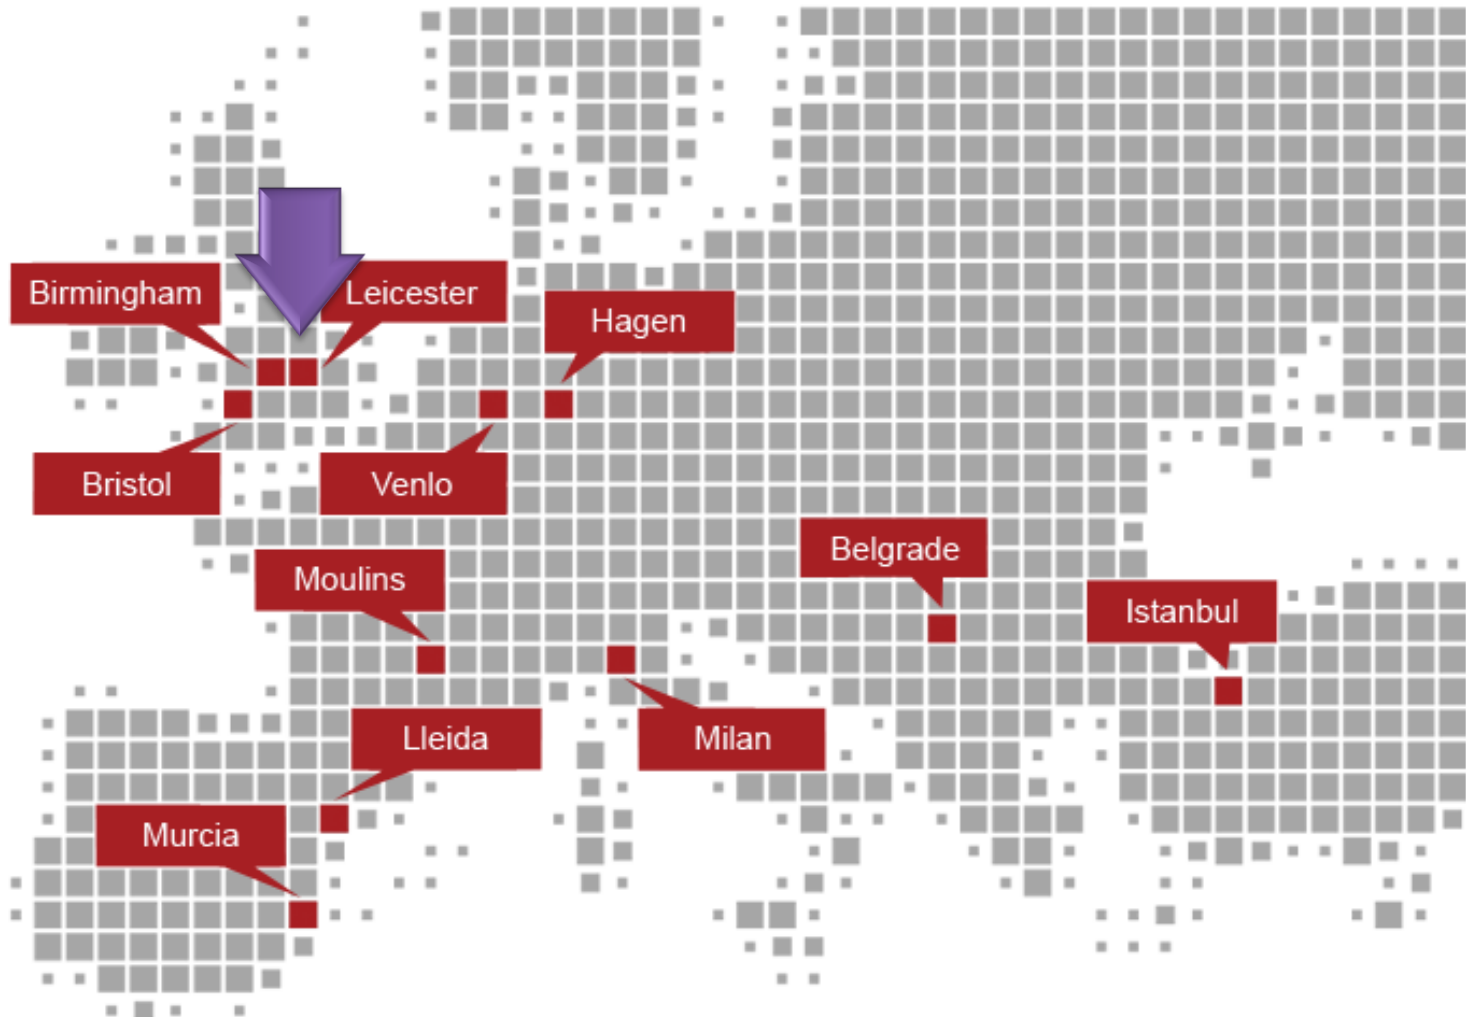 Birmingham
Leicester
Hagen
Bristol
Venlo
Belgrade
Moulins
Istanbul
Lleida
Milan
Murcia